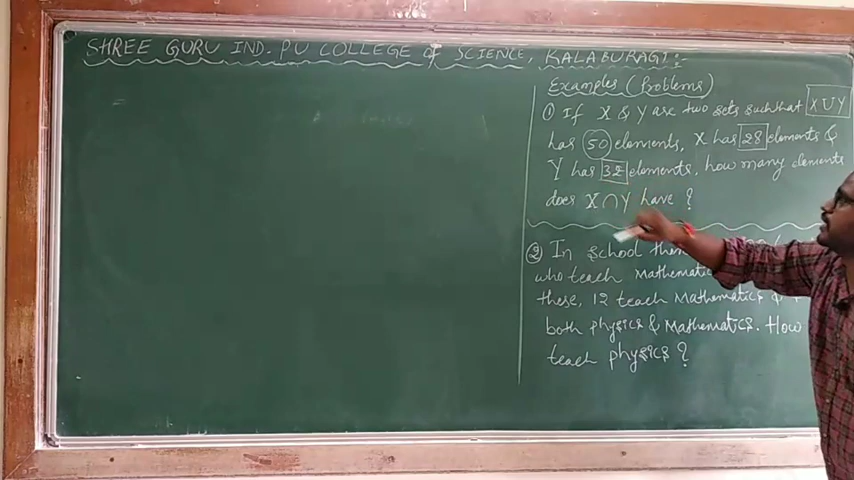 SHREE GURU IND. PU COLLEGE of SCIENCE, KALABURAGI :-
Examples (Problems)
① If X & Y are two sets such that X ∪ Y
has 50 elements, X has 28 elements &
Y has 32 elements, how many elements
does X ∩ Y have ?
② In school
who teach Mathematic
these, 12 teach Mathematics &
both physics & Mathematics. How
teach physics ?